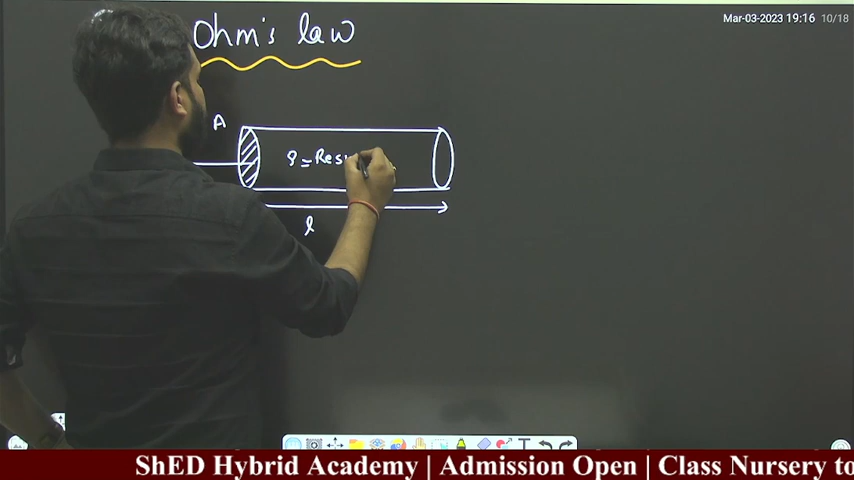 Mar-03-2023 19:16 10/18
Ohm's law
A
ρ = Res
l
ShED Hybrid Academy | Admission Open | Class Nursery to